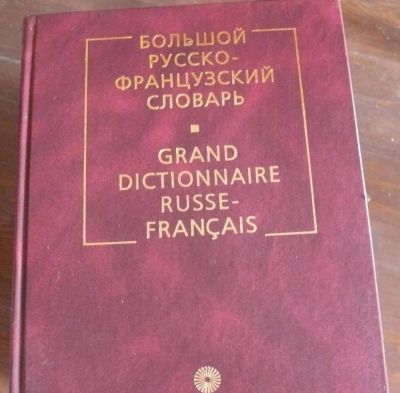 БОЛЬШОЙ
РУССКО-
ФРАНЦУЗСКИЙ
СЛОВАРЬ
GRAND
DICTIONNAIRE
RUSSE-
FRANÇAIS